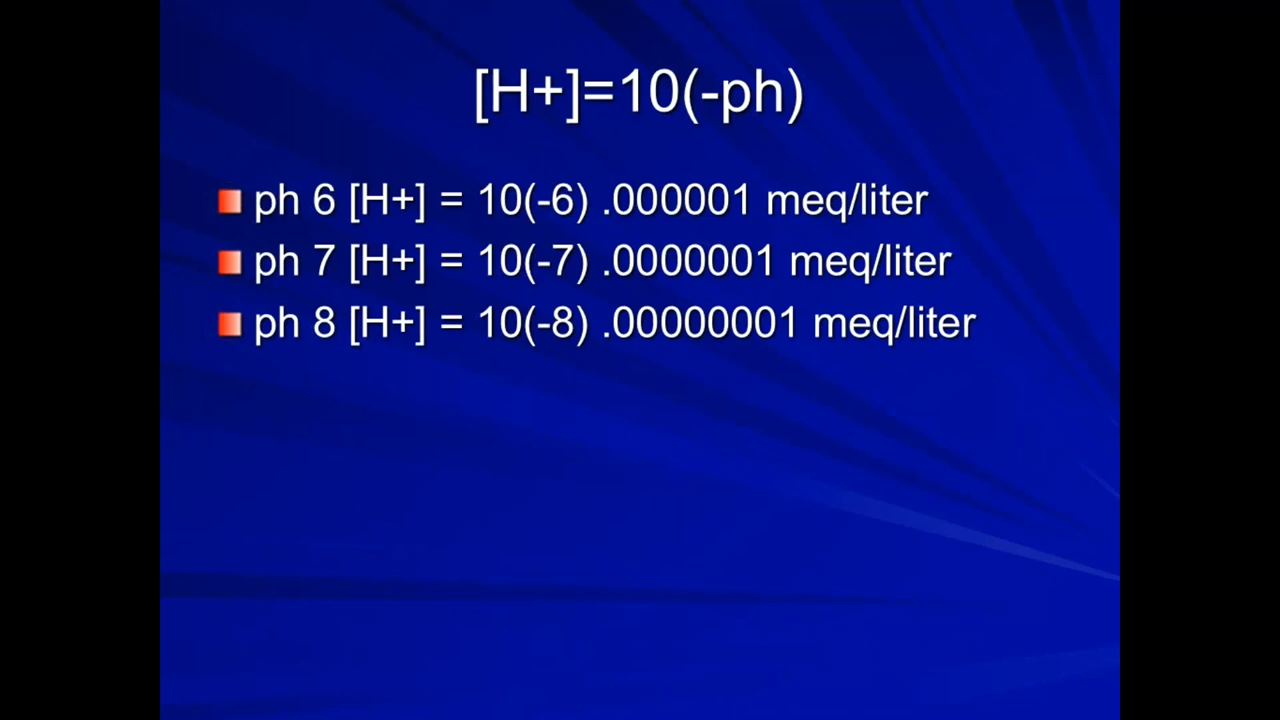 [H+]=10(-ph)
ph 6 [H+] = 10(-6) .000001 meq/liter
ph 7 [H+] = 10(-7) .0000001 meq/liter
ph 8 [H+] = 10(-8) .00000001 meq/liter